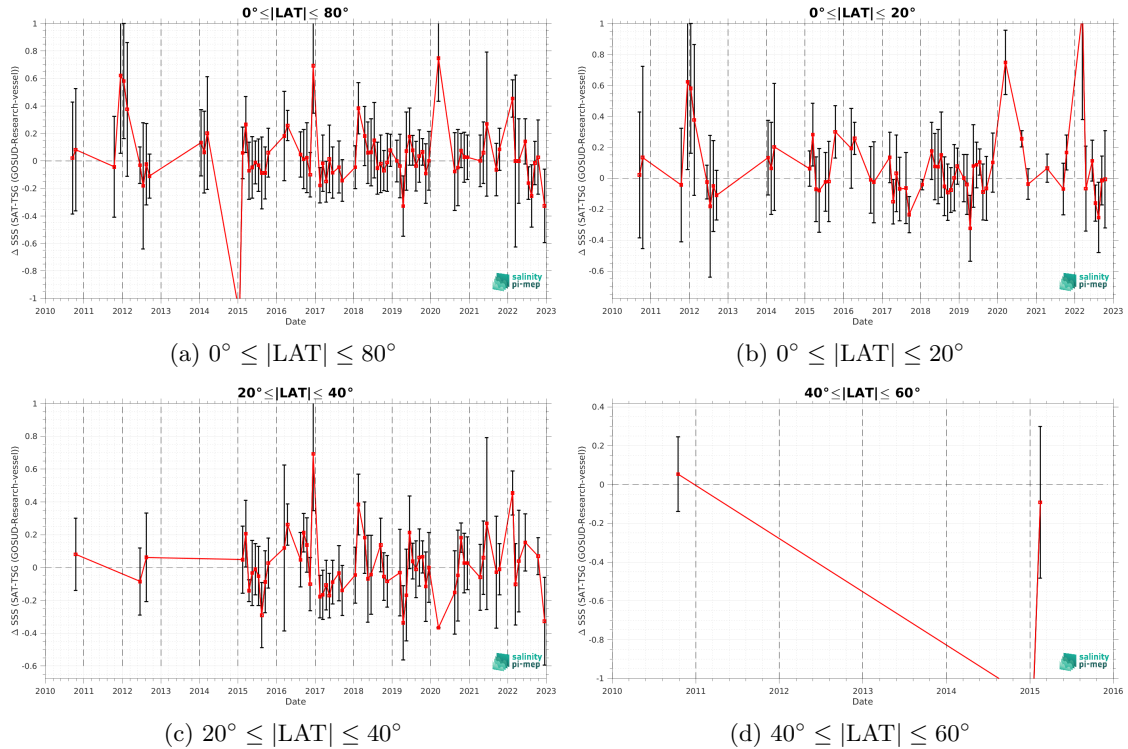 0°≤|LAT|≤ 80°
Δ SSS (SAT-TSG (GOSUD-Research-vessel))
1
0.8
0.6
0.4
0.2
0
-0.2
-0.4
-0.6
-0.8
-1
2010 2011 2012 2013 2014 2015 2016 2017 2018 2019 2020 2021 2022 2023
Date
salinity
pi-mep
(a) 0° ≤ |LAT| ≤ 80°
0°≤|LAT|≤ 20°
Δ SSS (SAT-TSG (GOSUD-Research-vessel))
1
0.8
0.6
0.4
0.2
0
-0.2
-0.4
-0.6
2010 2011 2012 2013 2014 2015 2016 2017 2018 2019 2020 2021 2022 2023
Date
salinity
pi-mep
(b) 0° ≤ |LAT| ≤ 20°
20°≤|LAT|≤ 40°
Δ SSS (SAT-TSG (GOSUD-Research-vessel))
1
0.8
0.6
0.4
0.2
0
-0.2
-0.4
-0.6
2010 2011 2012 2013 2014 2015 2016 2017 2018 2019 2020 2021 2022 2023
Date
salinity
pi-mep
(c) 20° ≤ |LAT| ≤ 40°
40°≤|LAT|≤ 60°
Δ SSS (SAT-TSG (GOSUD-Research-vessel))
0.4
0.2
0
-0.2
-0.4
-0.6
-0.8
-1
2010 2011 2012 2013 2014 2015 2016
Date
salinity
pi-mep
(d) 40° ≤ |LAT| ≤ 60°